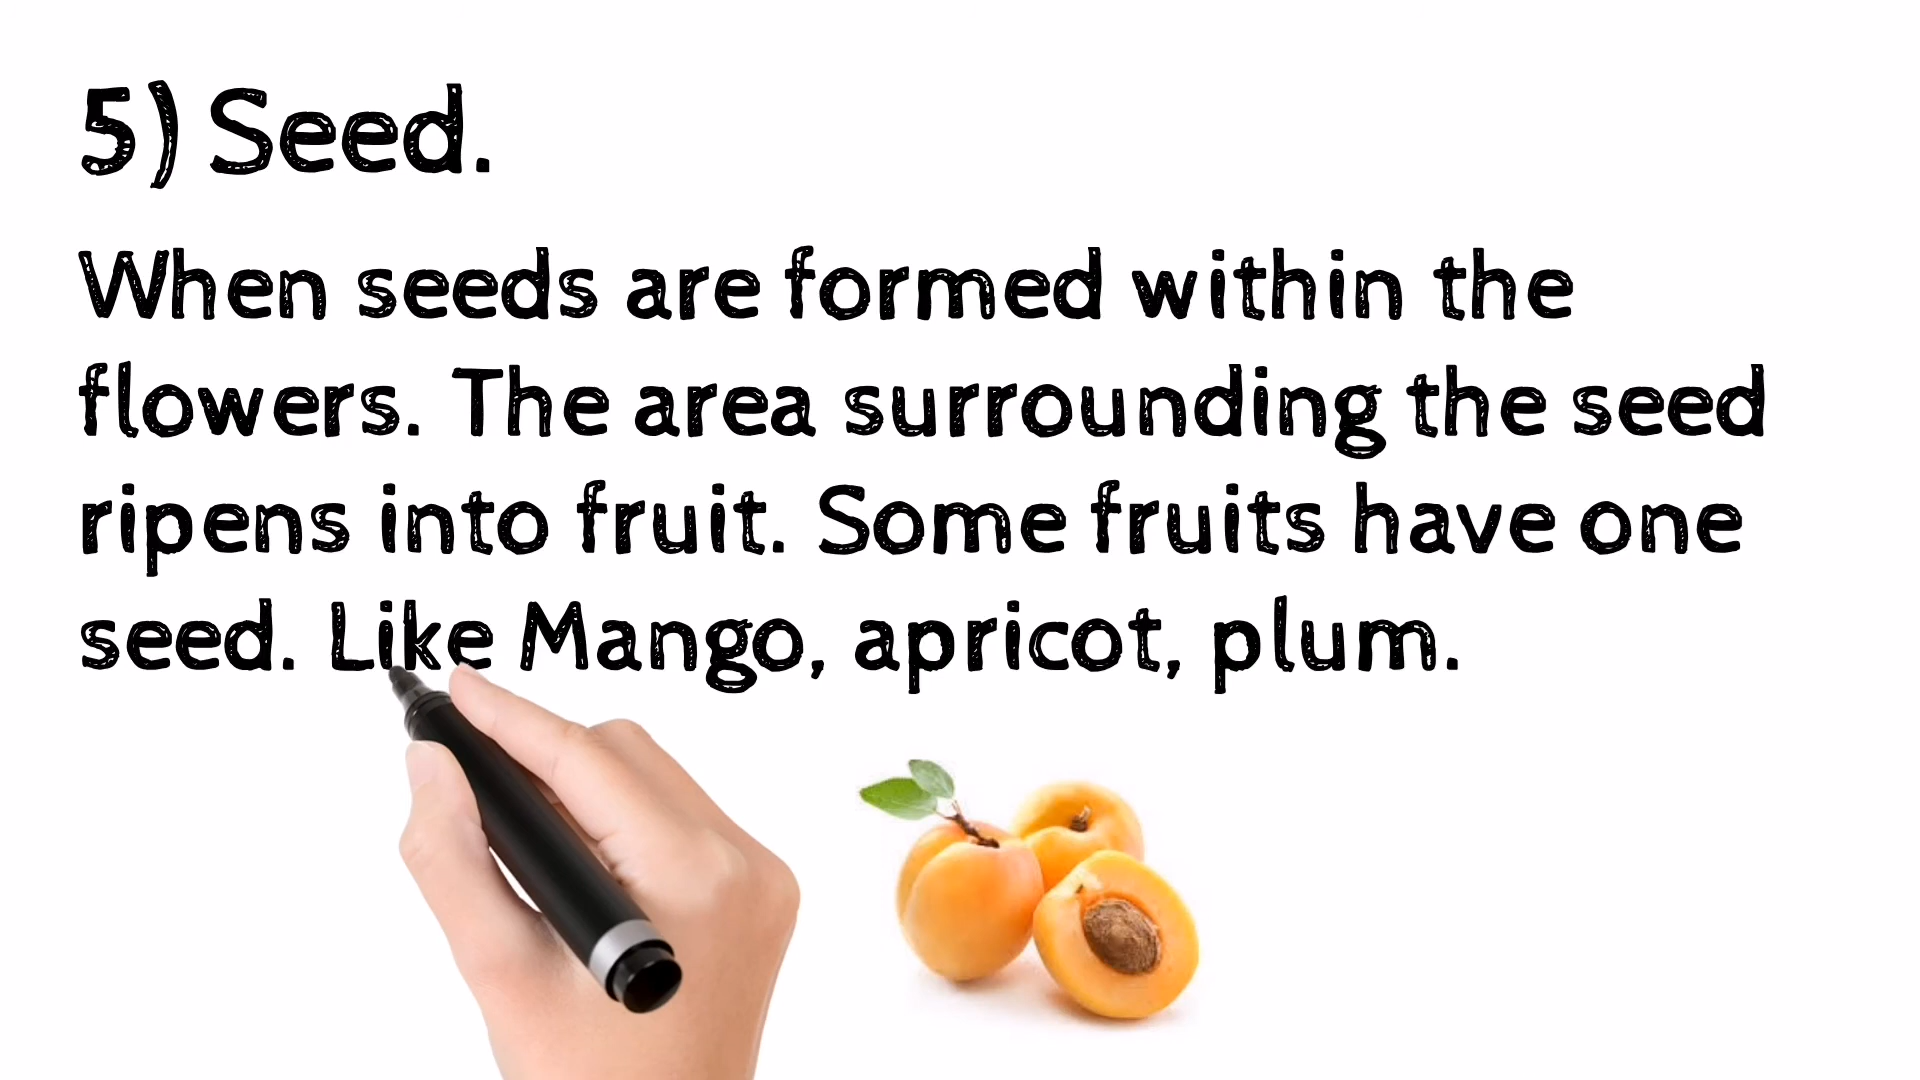 5) Seed.
When seeds are formed within the
flowers. The area surrounding the seed
ripens into fruit. Some fruits have one
seed. Like Mango, apricot, plum.